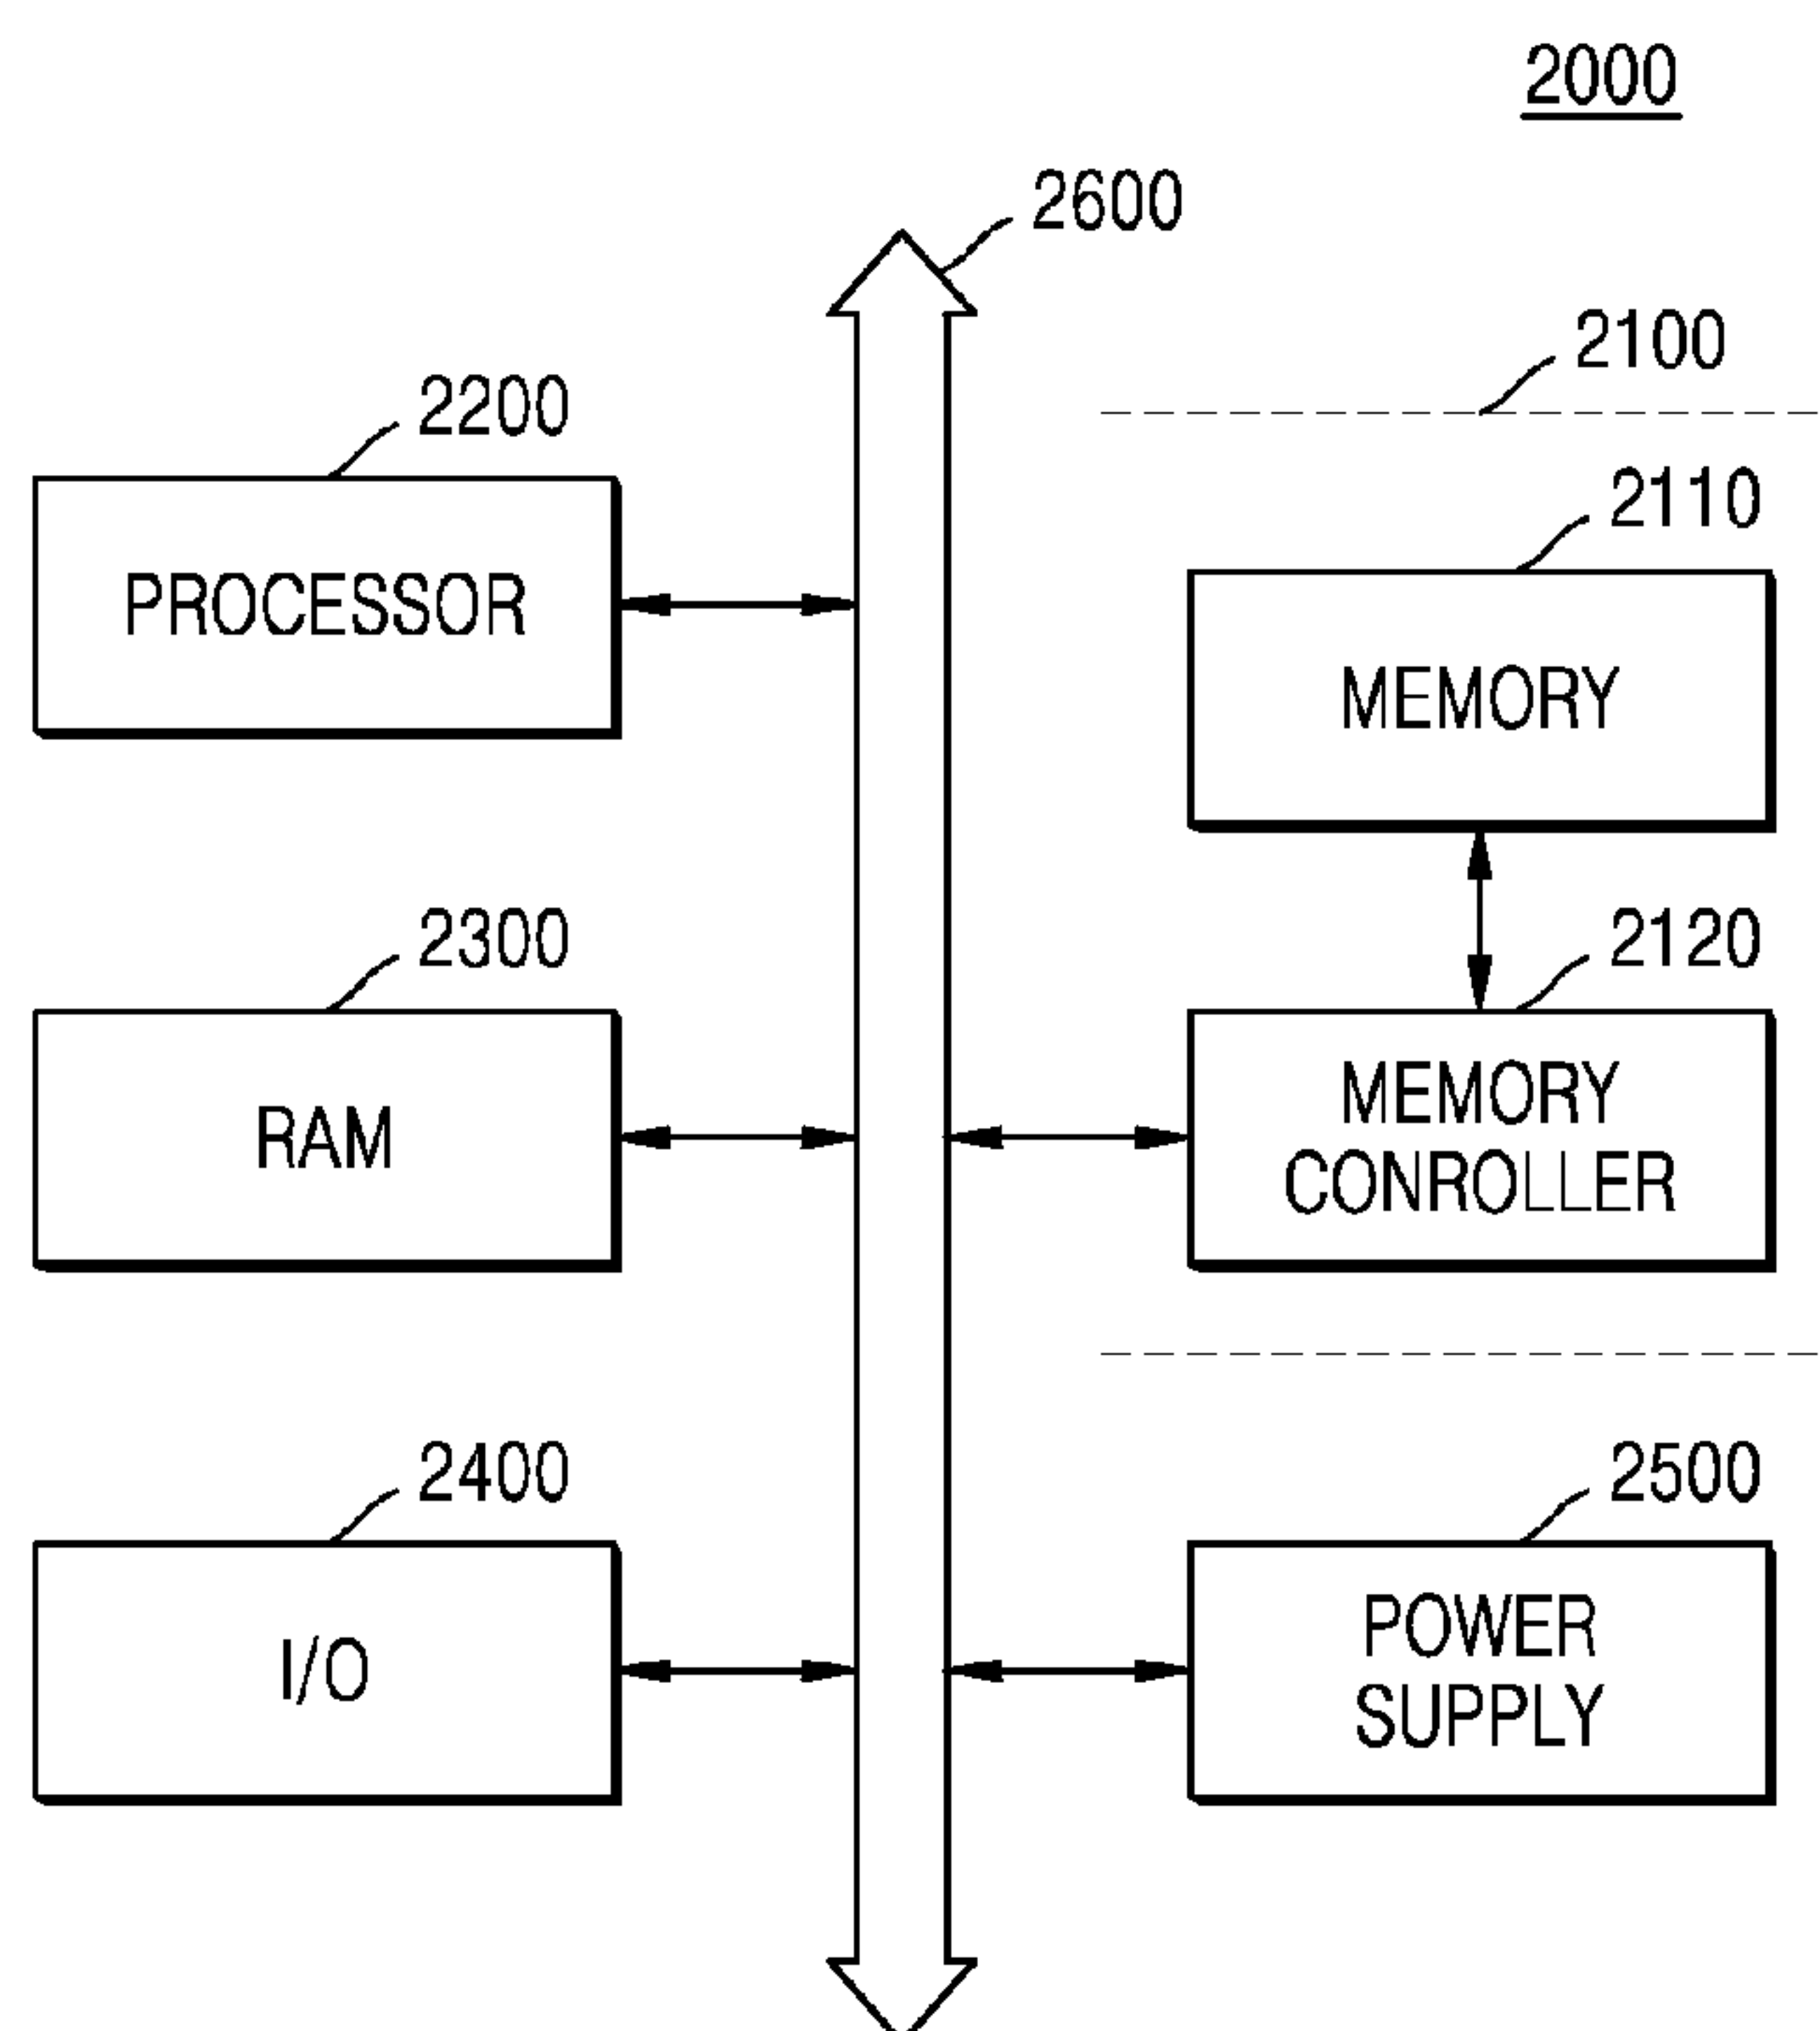 2000
2600
2100
2200
PROCESSOR
2110
MEMORY
2300
RAM
2120
MEMORY
CONROLLER
2400
I/O
2500
POWER
SUPPLY